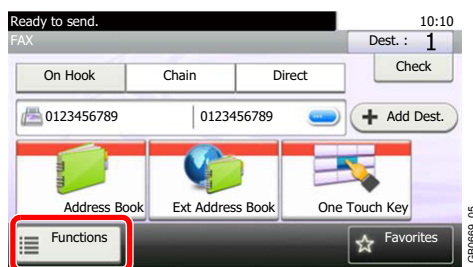 Ready to send. 10:10
FAX Dest. : 1
On Hook Chain Direct Check
0123456789 0123456789 Add Dest.
Address Book Ext Address Book One Touch Key
Functions Favorites
GB0669_05